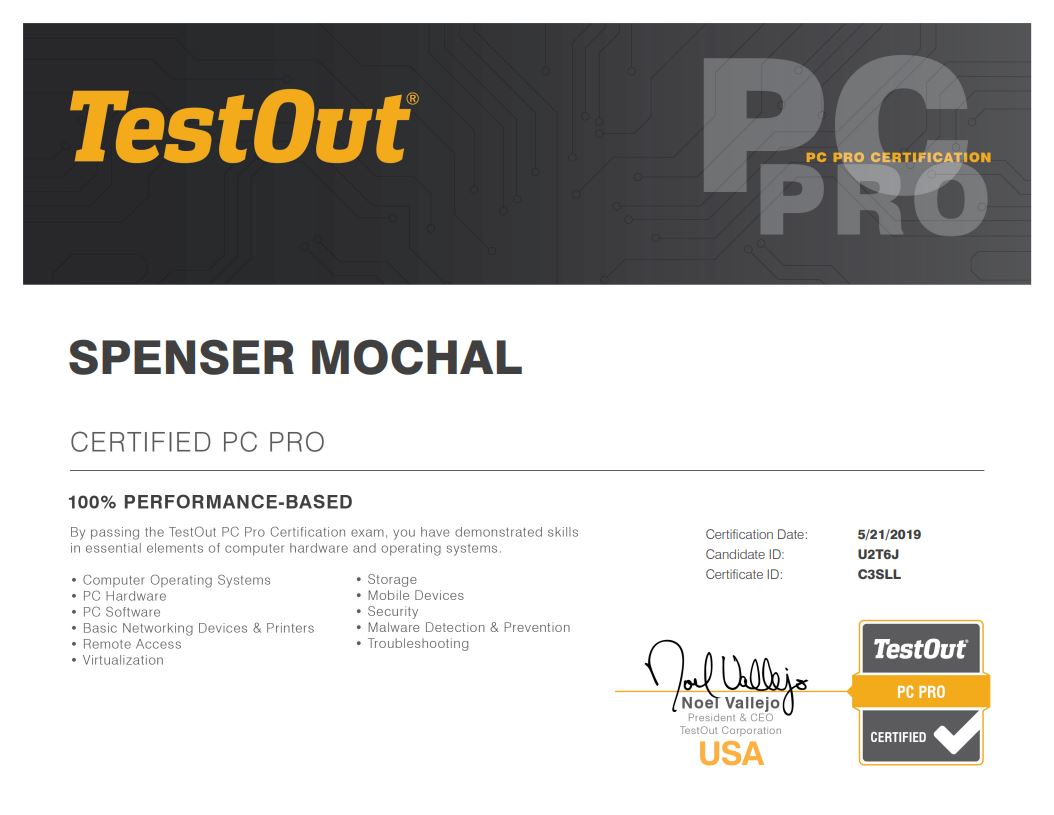 TestOut®
PC
PC PRO CERTIFICATION
PRO
SPENSER MOCHAL
CERTIFIED PC PRO
100% PERFORMANCE-BASED
By passing the TestOut PC Pro Certification exam, you have demonstrated skills
in essential elements of computer hardware and operating systems.
• Computer Operating Systems
• PC Hardware
• PC Software
• Basic Networking Devices & Printers
• Remote Access
• Virtualization
• Storage
• Mobile Devices
• Security
• Malware Detection & Prevention
• Troubleshooting
Certification Date: 5/21/2019
Candidate ID: U2T6J
Certificate ID: C3SLL
Noel Vallejo
Noel Vallejo
President & CEO
TestOut Corporation
USA
TestOut®
PC PRO
CERTIFIED